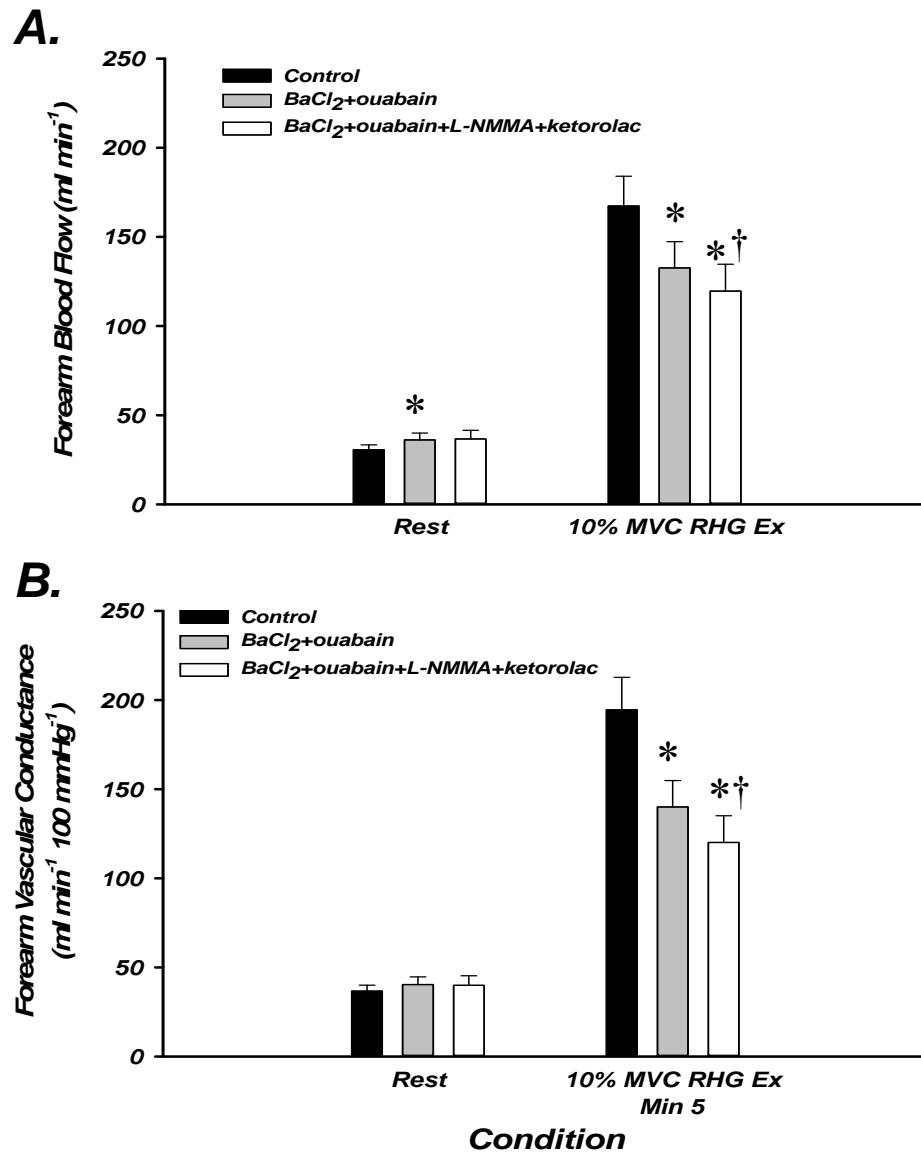 A.
250
200
150
100
50
0
Forearm Blood Flow (ml min⁻¹)
Control
BaCl₂+ouabain
BaCl₂+ouabain+L-NMMA+ketorolac
*
*
*†
Rest 10% MVC RHG Ex
B.
250
200
150
100
50
0
Forearm Vascular Conductance
(ml min⁻¹ 100 mmHg⁻¹)
Control
BaCl₂+ouabain
BaCl₂+ouabain+L-NMMA+ketorolac
*
*†
Rest 10% MVC RHG Ex
Min 5
Condition